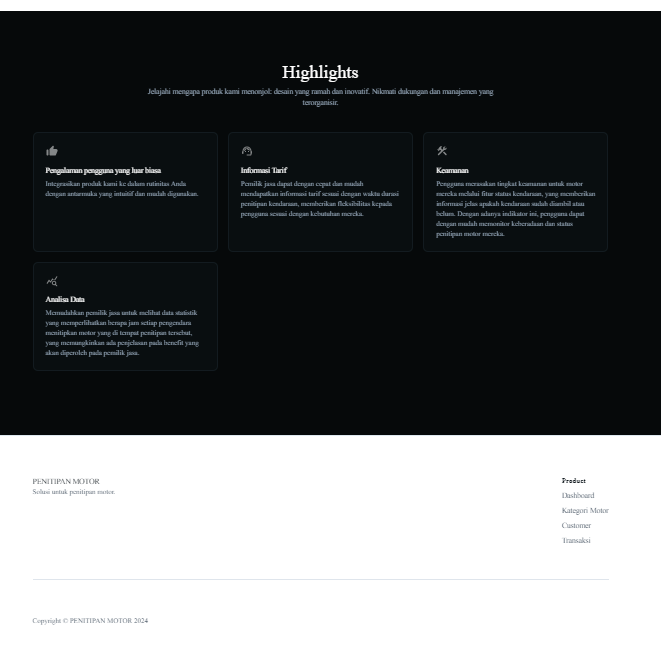 Highlights
Jelajahi mengapa produk kami menonjol: desain yang ramah dan inovatif. Nikmati dukungan dan manajemen yang
terorganisir.
Pengalaman pengguna yang luar biasa
Integrasikan produk kami ke dalam rutinitas Anda
dengan antarmuka yang intuitif dan mudah digunakan.
Informasi Tarif
Pemilik jasa dapat dengan cepat dan mudah
mendapatkan informasi tarif sesuai dengan waktu durasi
penitipan kendaraan, memberikan fleksibilitas kepada
pengguna sesuai dengan kebutuhan mereka.
Keamanan
Pengguna merasakan tingkat keamanan untuk motor
mereka melalui fitur status kendaraan, yang memberikan
informasi jelas apakah kendaraan sudah diambil atau
belum. Dengan adanya indikator ini, pengguna dapat
dengan mudah memonitor keberadaan dan status
penitipan motor mereka.
Analisa Data
Memudahkan pemilik jasa untuk melihat data statistik
yang memperlihatkan berapa jam setiap pengendara
menitipkan motor yang di tempat penitipan tersebut,
yang memungkinkan ada penjelasan pada benefit yang
akan diperoleh pada pemilik jasa.
PENITIPAN MOTOR
Solusi untuk penitipan motor.
Product
Dashboard
Kategori Motor
Customer
Transaksi
Copyright © PENITIPAN MOTOR 2024